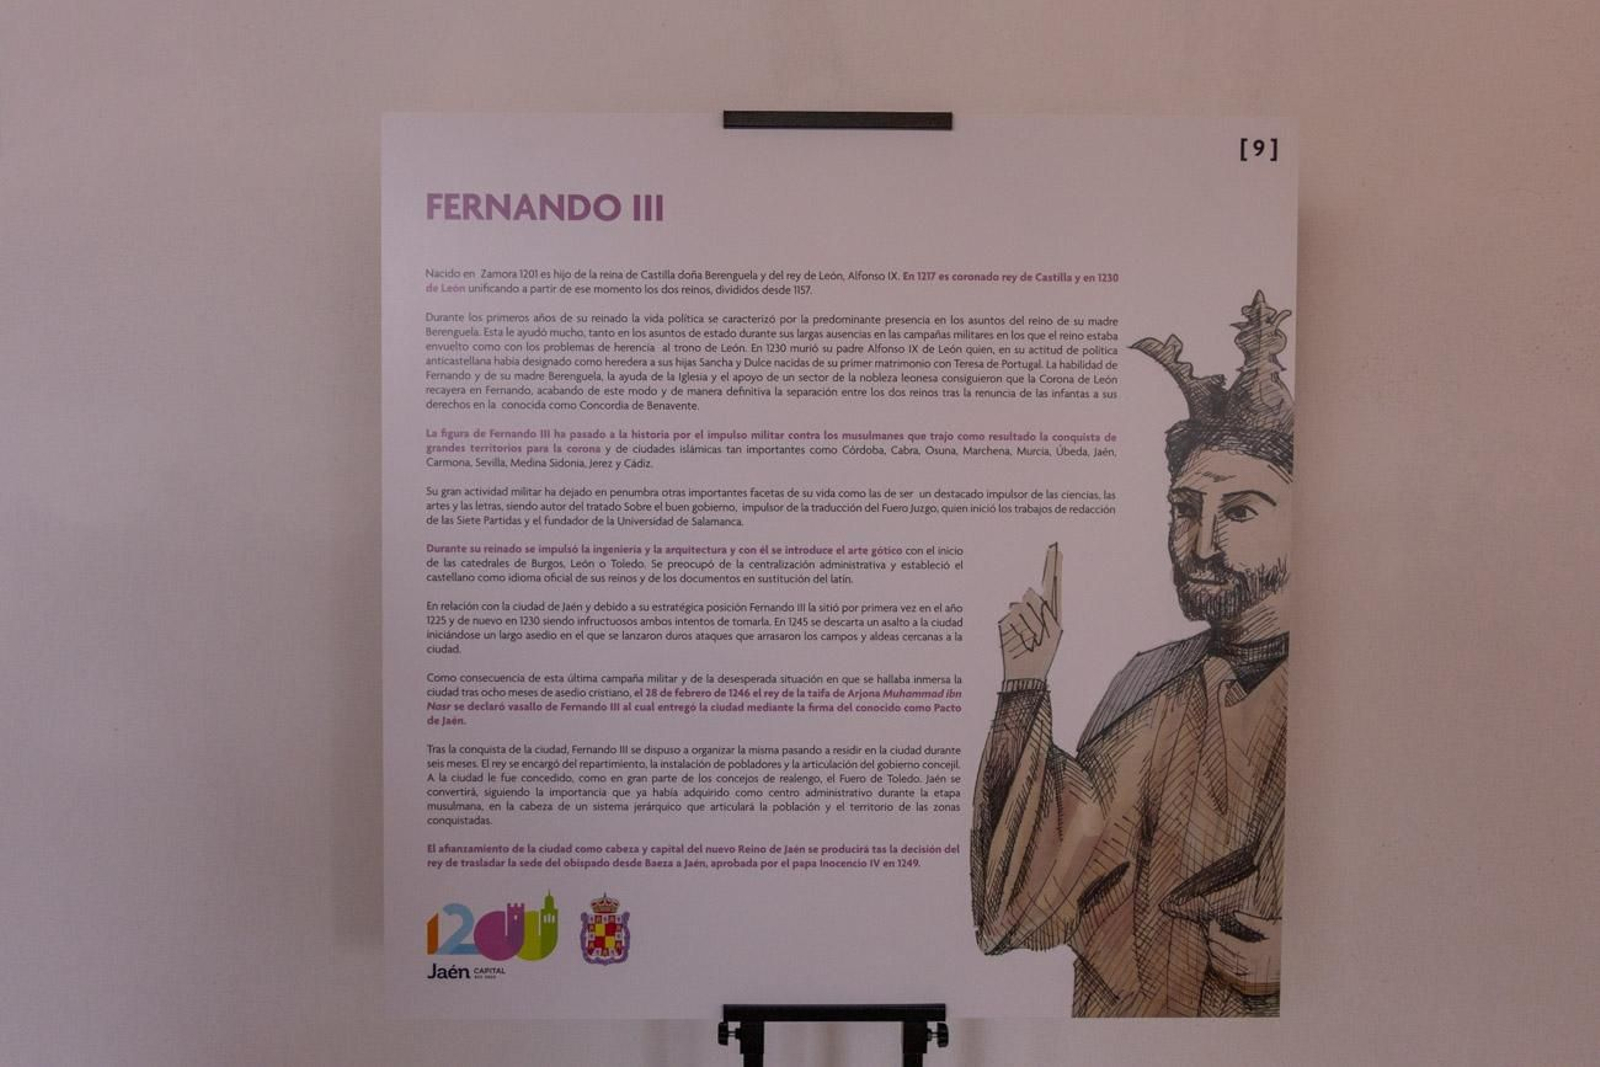 [ 9 ]
FERNANDO III
Nacido en Zamora 1201 es hijo de la reina de Castilla doña Berenguela y del rey de León, Alfonso IX. En 1217 es coronado rey de Castilla y en 1230
de León unificando a partir de ese momento los dos reinos, divididos desde 1157.
Durante los primeros años de su reinado la vida política se caracterizó por la predominante presencia en los asuntos del reino de su madre
Berenguela. Esta le ayudó mucho, tanto en los asuntos de estado durante sus largas ausencias en las campañas militares en los que el reino estaba
envuelto como con los problemas de herencia al trono de León. En 1230 murió su padre Alfonso IX de León quien, en su actitud de política
anticastellana había designado como heredera a sus hijas Sancha y Dulce nacidas de su primer matrimonio con Teresa de Portugal. La habilidad de
Fernando y de su madre Berenguela, la ayuda de la Iglesia y el apoyo de un sector de la nobleza leonesa consiguieron que la Corona de León
recayera en Fernando, acabando de este modo y de manera definitiva la separación entre los dos reinos tras la renuncia de las infantas a sus
derechos en la conocida como Concordia de Benavente.
La figura de Fernando III ha pasado a la historia por el impulso militar contra los musulmanes que trajo como resultado la conquista de
grandes territorios para la corona y de ciudades islámicas tan importantes como Córdoba, Cabra, Osuna, Marchena, Murcia, Úbeda, Jaén,
Carmona, Sevilla, Medina Sidonia, Jerez y Cádiz.
Su gran actividad militar ha dejado en penumbra otras importantes facetas de su vida como las de ser un destacado impulsor de las ciencias, las
artes y las letras, siendo autor del tratado Sobre el buen gobierno, impulsor de la traducción del Fuero Juzgo, quien inició los trabajos de redacción
de las Siete Partidas y el fundador de la Universidad de Salamanca.
Durante su reinado se impulsó la ingeniería y la arquitectura y con él se introduce el arte gótico con el inicio
de las catedrales de Burgos, León o Toledo. Se preocupó de la centralización administrativa y estableció el
castellano como idioma oficial de sus reinos y de los documentos en sustitución del latín.
En relación con la ciudad de Jaén y debido a su estratégica posición Fernando III la sitió por primera vez en el año
1225 y de nuevo en 1230 siendo infructuosos ambos intentos de tomarla. En 1245 se descarta un asalto a la ciudad
iniciándose un largo asedio en el que se lanzaron duros ataques que arrasaron los campos y aldeas cercanas a la
ciudad.
Como consecuencia de esta última campaña militar y de la desesperada situación en que se hallaba inmersa la
ciudad tras ocho meses de asedio cristiano, el 28 de febrero de 1246 el rey de la taifa de Arjona Muhammad ibn
Nasr se declaró vasallo de Fernando III al cual entregó la ciudad mediante la firma del conocido como Pacto
de Jaén.
Tras la conquista de la ciudad, Fernando III se dispuso a organizar la misma pasando a residir en la ciudad durante
seis meses. El rey se encargó del repartimiento, la instalación de pobladores y la articulación del gobierno concejil.
A la ciudad le fue concedido, como en gran parte de los concejos de realengo, el Fuero de Toledo. Jaén se
convertirá, siguiendo la importancia que ya había adquirido como centro administrativo durante la etapa
musulmana, en la cabeza de un sistema jerárquico que articulará la población y el territorio de las zonas
conquistadas.
El afianzamiento de la ciudad como cabeza y capital del nuevo Reino de Jaén se producirá tas la decisión del
rey de trasladar la sede del obispado desde Baeza a Jaén, aprobada por el papa Inocencio IV en 1249.
1200
Jaén CAPITAL